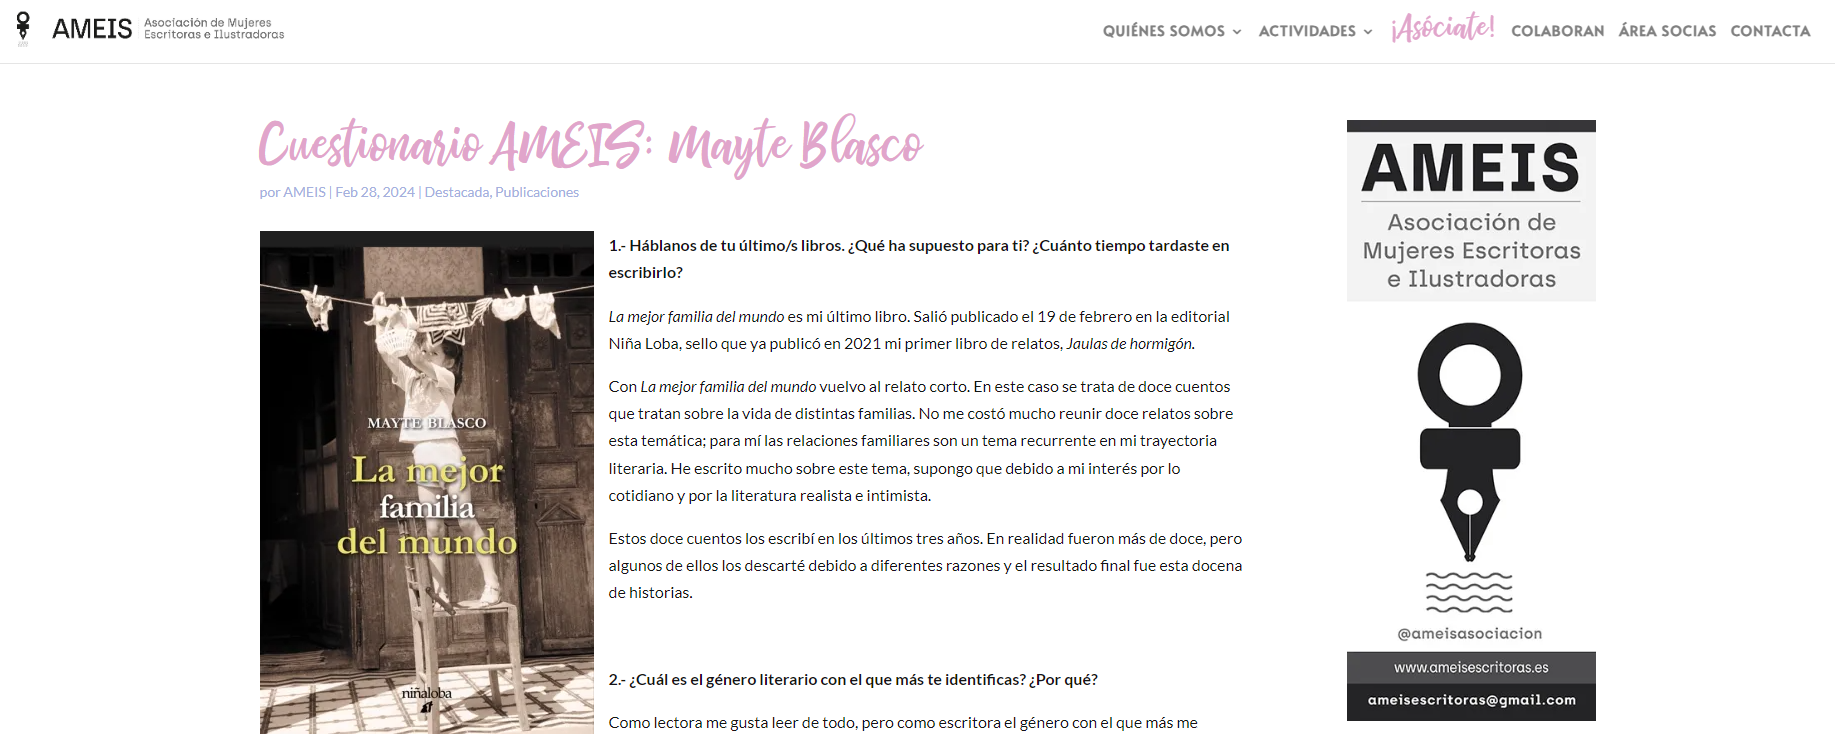 AMEIS
Asociación de Mujeres
Escritoras e Ilustradoras
QUIÉNES SOMOS
ACTIVIDADES
¡Asóciate!
COLABORAN
ÁREA SOCIAS
CONTACTA
Cuestionario AMEIS: Mayte Blasco
por AMEIS | Feb 28, 2024 | Destacada, Publicaciones
MAYTE BLASCO
La mejor
familia
del mundo
niñaloba
1.- Háblanos de tu último/s libros. ¿Qué ha supuesto para ti? ¿Cuánto tiempo tardaste en
escribirlo?
La mejor familia del mundo es mi último libro. Salió publicado el 19 de febrero en la editorial
Niña Loba, sello que ya publicó en 2021 mi primer libro de relatos, Jaulas de hormigón.
Con La mejor familia del mundo vuelvo al relato corto. En este caso se trata de doce cuentos
que tratan sobre la vida de distintas familias. No me costó mucho reunir doce relatos sobre
esta temática; para mí las relaciones familiares son un tema recurrente en mi trayectoria
literaria. He escrito mucho sobre este tema, supongo que debido a mi interés por lo
cotidiano y por la literatura realista e intimista.
Estos doce cuentos los escribí en los últimos tres años. En realidad fueron más de doce, pero
algunos de ellos los descarté debido a diferentes razones y el resultado final fue esta docena
de historias.
2.- ¿Cuál es el género literario con el que más te identificas? ¿Por qué?
Como lectora me gusta leer de todo, pero como escritora el género con el que más me
AMEIS
Asociación de
Mujeres Escritoras
e Ilustradoras
@ameisasociacion
www.ameisescritoras.es
ameisescritoras@gmail.com